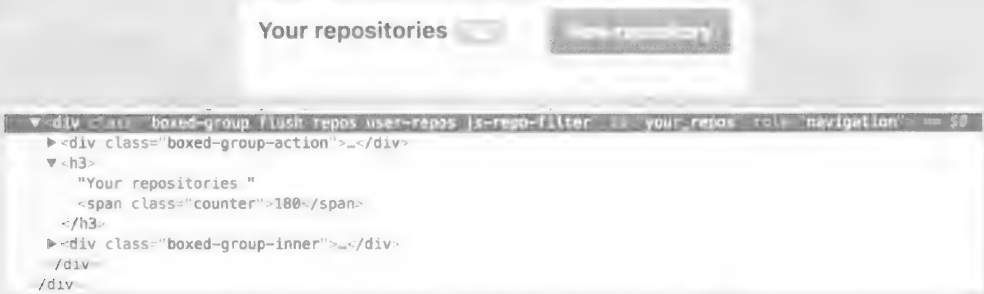 Your repositories New repository
▼<div class="boxed-group flush repos user-repos js-repo-filter" id="your_repos" role="navigation"> == $0
▶<div class="boxed-group-action">…</div>
▼<h3>
"Your repositories "
<span class="counter">180</span>
</h3>
▶<div class="boxed-group-inner">…</div>
/div
/div